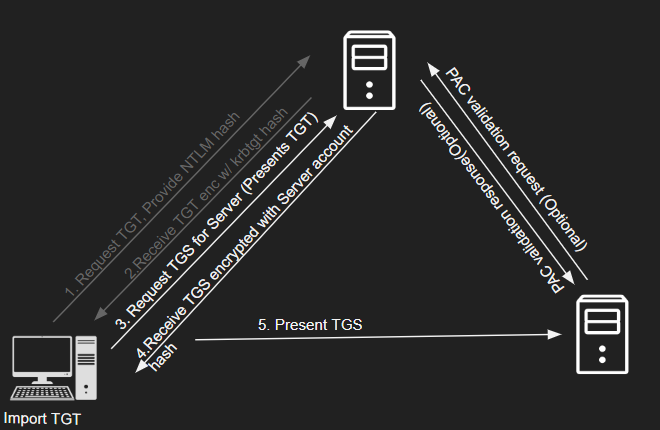 1. Request TGT, Provide NTLM hash
2.Receive TGT enc w/ krbtgt hash
3. Request TGS for Server (Presents TGT)
4.Receive TGS encrypted with Server account
hash
PAC validation request (Optional)
PAC validation response(Optional)
5. Present TGS
Import TGT